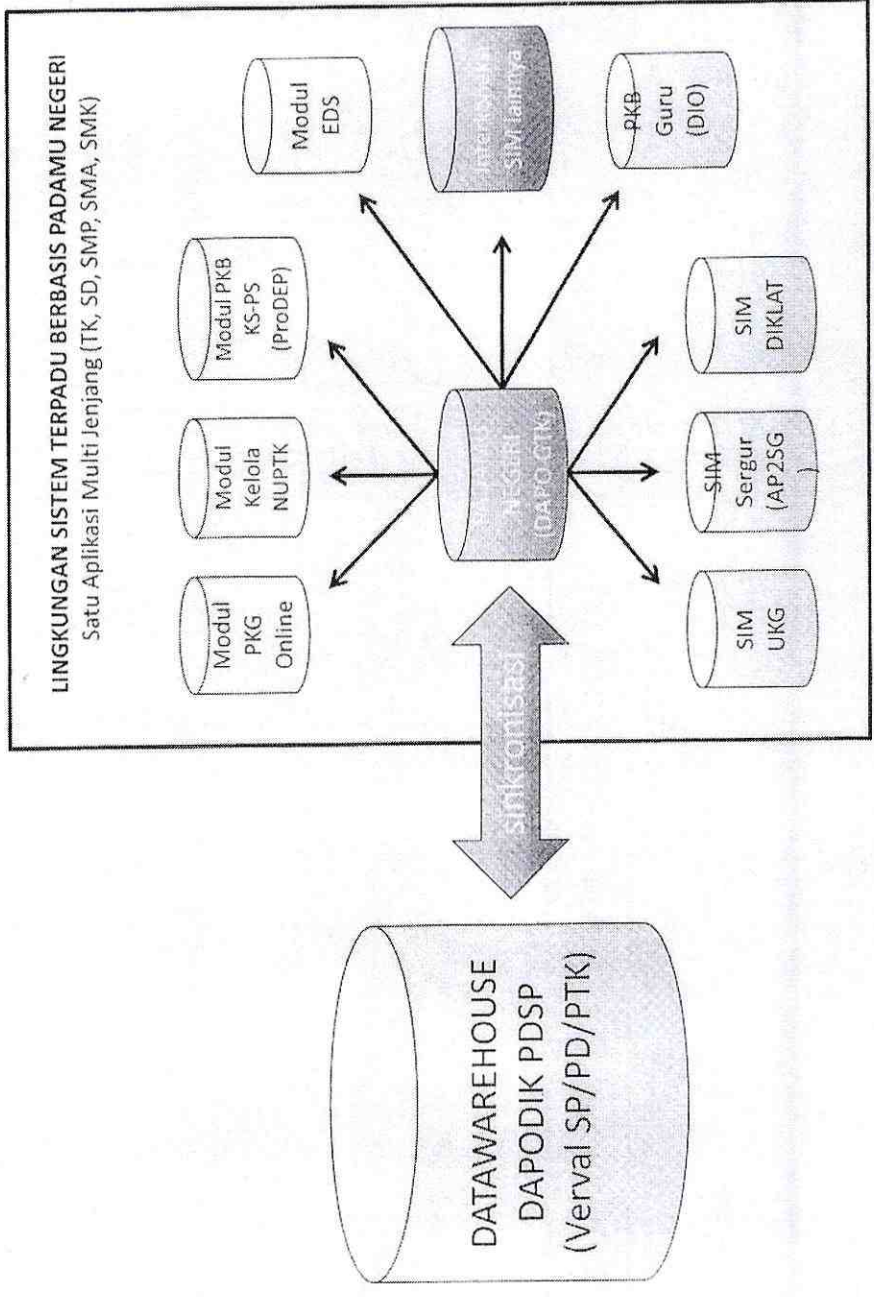 LINGKUNGAN SISTEM TERPADU BERBASIS PADAMU NEGERI
Satu Aplikasi Multi Jenjang (TK, SD, SMP, SMA, SMK)
Modul
PKG
Online
Modul
Kelola
NUPTK
Modul PKB
KS-PS
(ProDEP)
Modul
EDS
SIM lainnya
PKB
Guru
(DIO)
(DAPO GTK)
SIM
UKG
SIM
Sergur
(AP2SG
)
SIM
DIKLAT
sinkronisasi
DATAWAREHOUSE
DAPODIK PDSP
(Verval SP/PD/PTK)